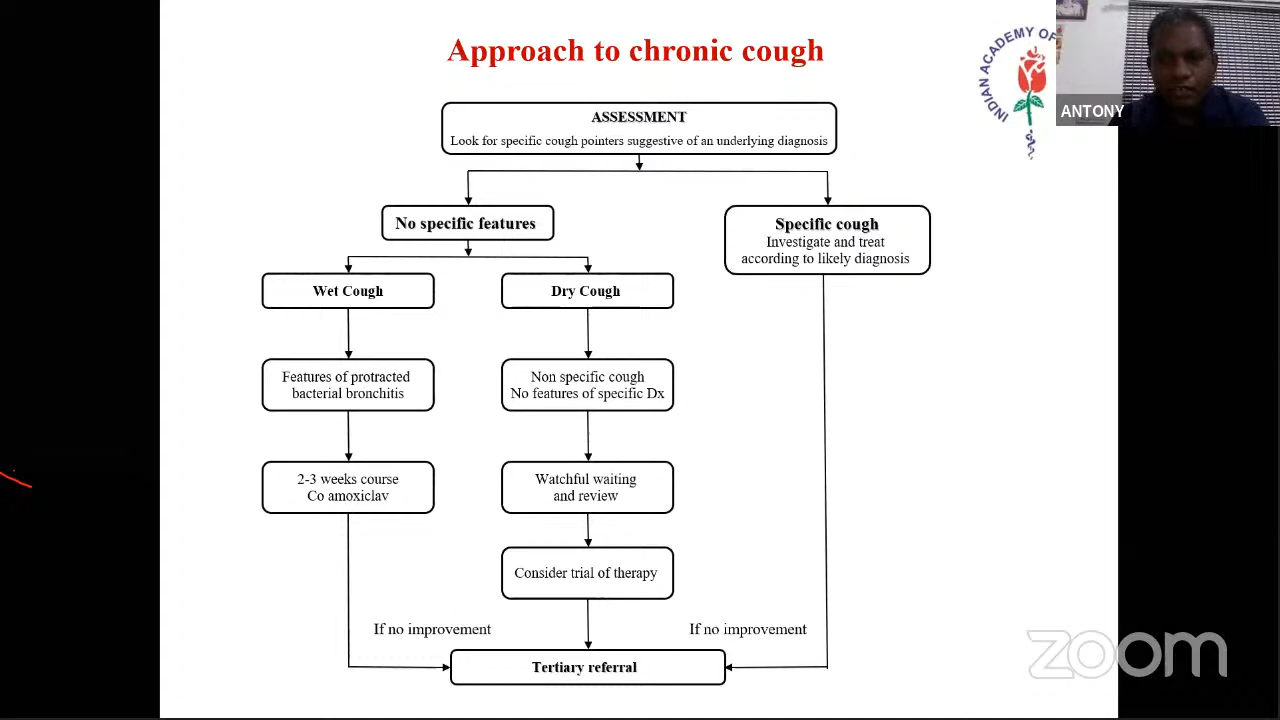 Approach to chronic cough
INDIAN ACADEMY OF
ANTONY
ASSESSMENT
Look for specific cough pointers suggestive of an underlying diagnosis
No specific features
Specific cough
Investigate and treat
according to likely diagnosis
Wet Cough
Dry Cough
Features of protracted
bacterial bronchitis
Non specific cough
No features of specific Dx
2-3 weeks course
Co amoxiclav
Watchful waiting
and review
Consider trial of therapy
If no improvement
If no improvement
Tertiary referral
zoom